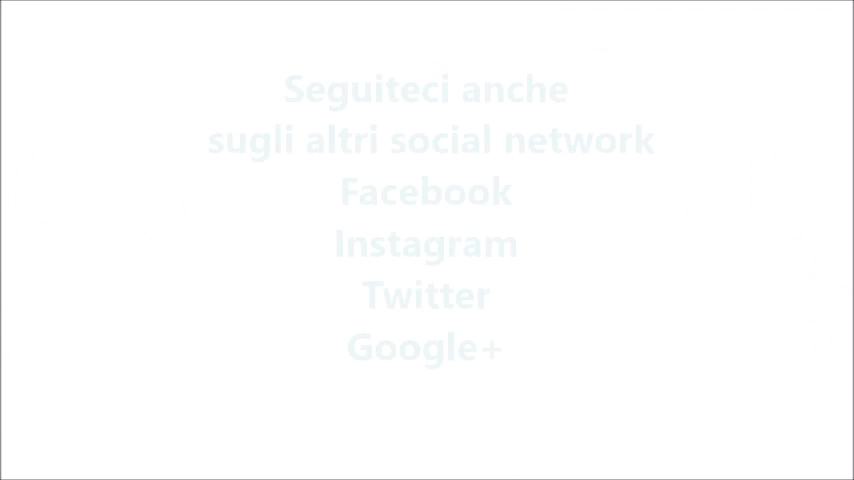 Seguiteci anche
sugli altri social network
Facebook
Instagram
Twitter
Google+